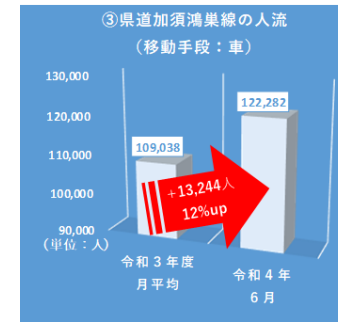 ③県道加須鴻巣線の人流
（移動手段：車）
130,000
120,000
110,000
100,000
90,000
（単位：人）
109,038
122,282
+13,244人
12%up
令和３年度
月平均
令和４年
６月